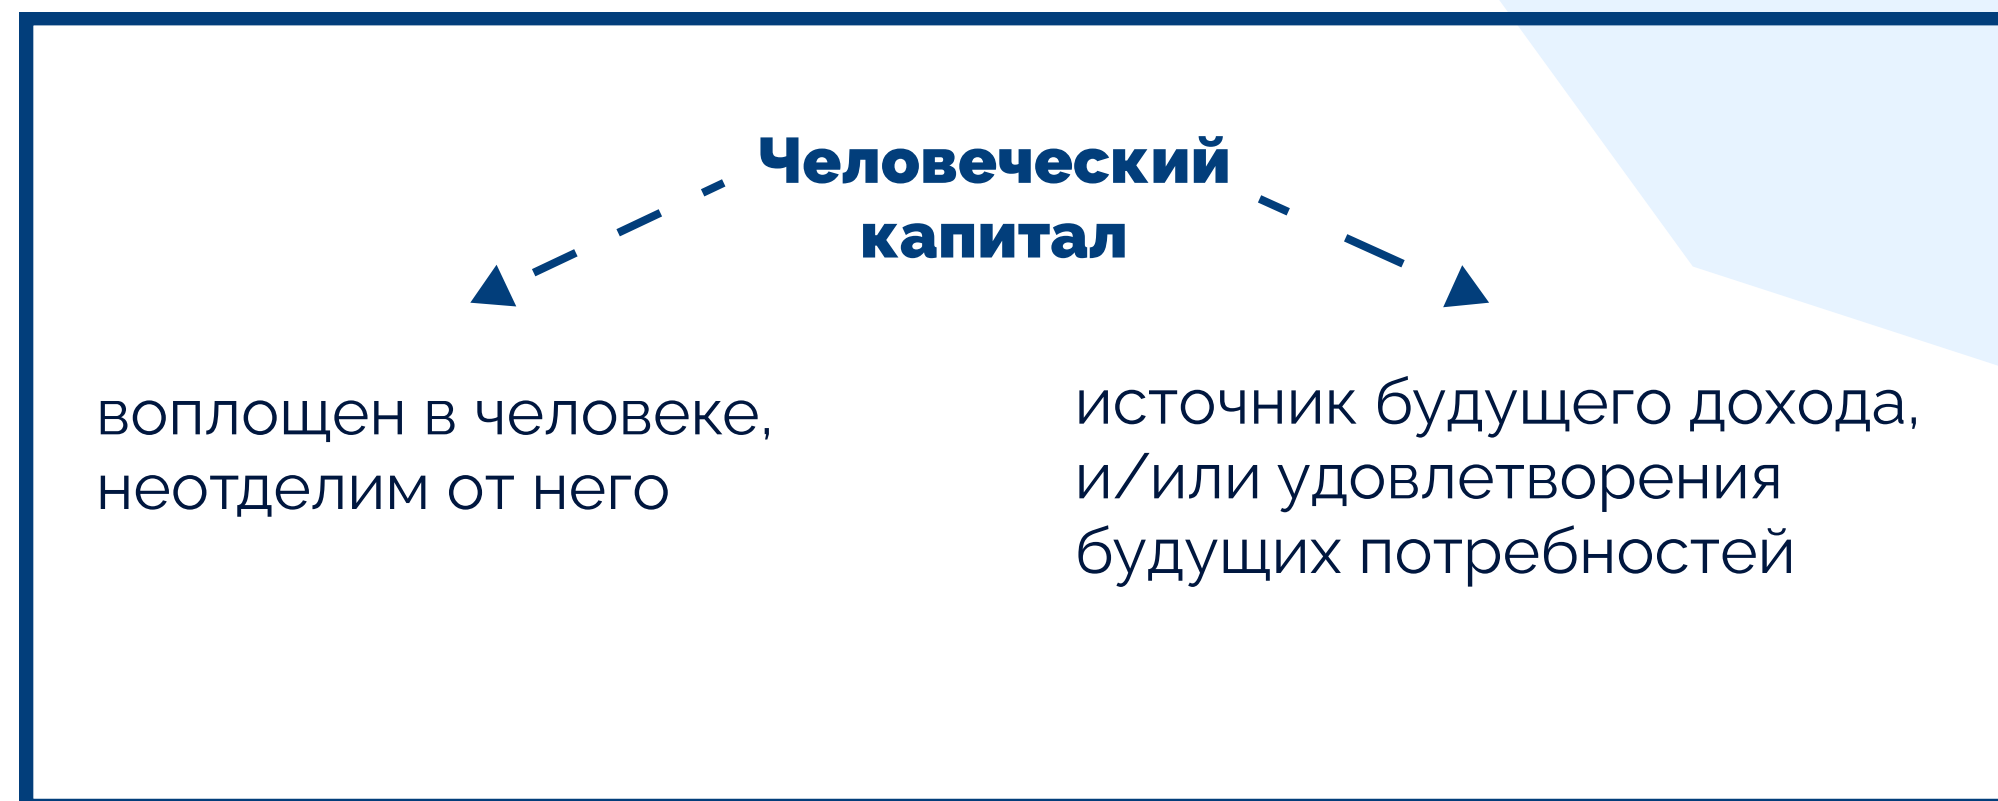 Человеческий
капитал
воплощен в человеке,
неотделим от него
источник будущего дохода,
и/или удовлетворения
будущих потребностей